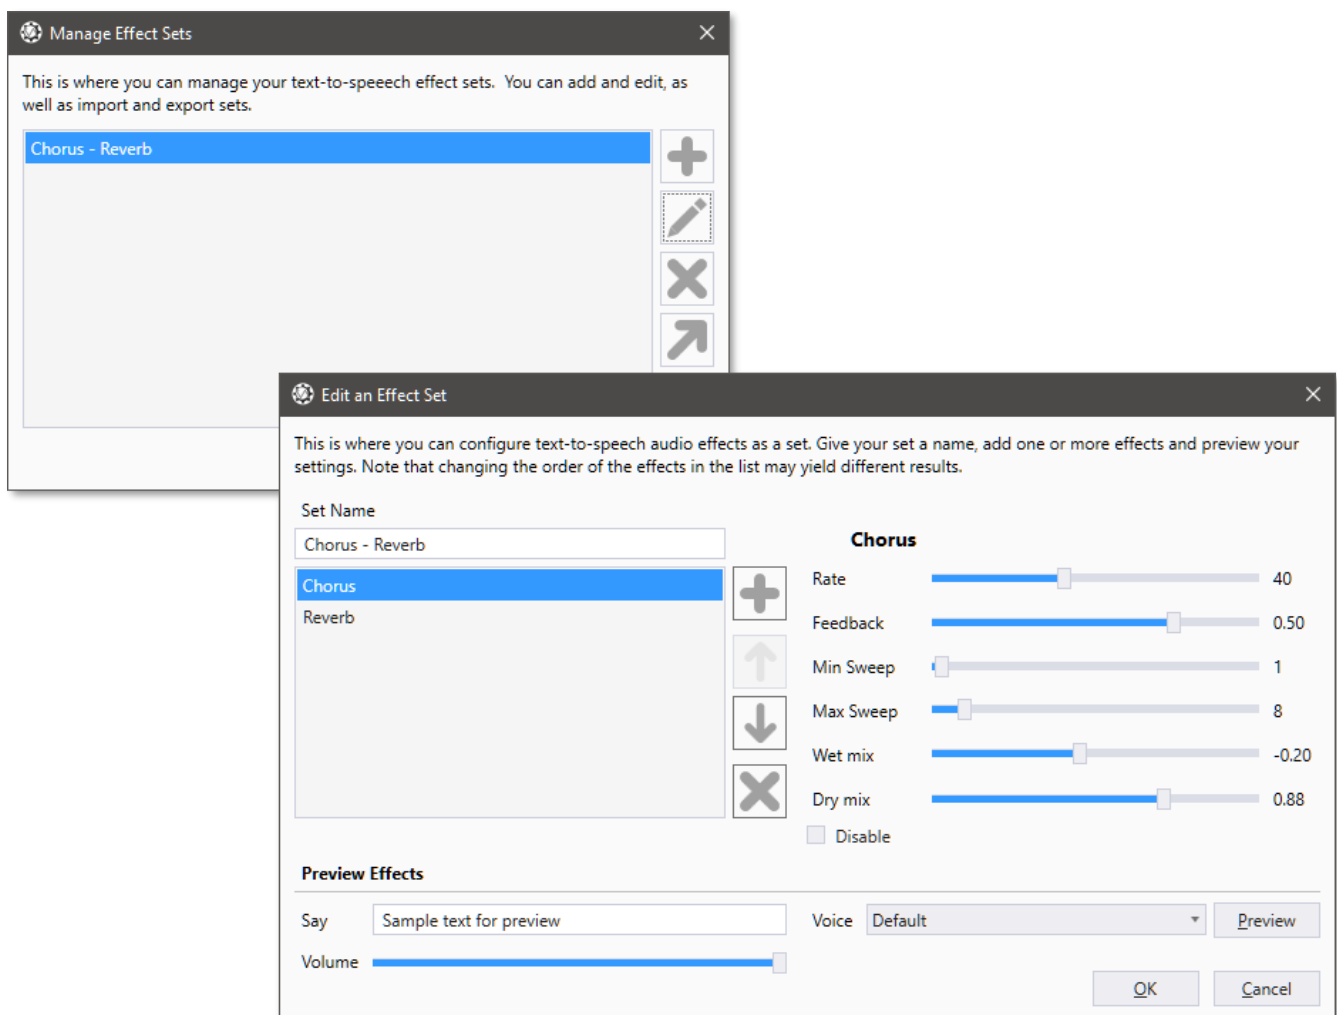 Manage Effect Sets
This is where you can manage your text-to-speeech effect sets.  You can add and edit, as
well as import and export sets.
Chorus - Reverb
Edit an Effect Set
This is where you can configure text-to-speech audio effects as a set. Give your set a name, add one or more effects and preview your
settings. Note that changing the order of the effects in the list may yield different results.
Set Name
Chorus - Reverb
Chorus
Reverb
Chorus
Rate 40
Feedback 0.50
Min Sweep 1
Max Sweep 8
Wet mix -0.20
Dry mix 0.88
Disable
Preview Effects
Say Sample text for preview Voice Default Preview
Volume
OK Cancel